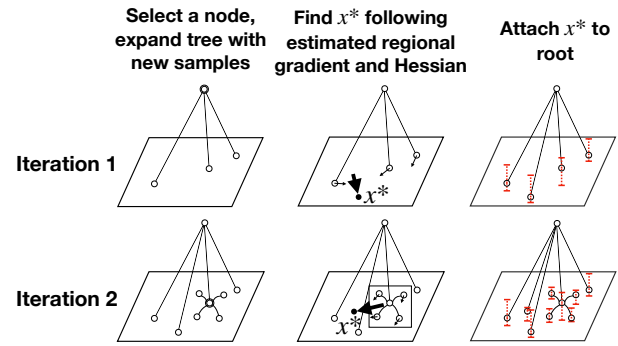 Select a node,
expand tree with
new samples
Find x* following
estimated regional
gradient and Hessian
Attach x* to
root
Iteration 1
x*
Iteration 2
x*